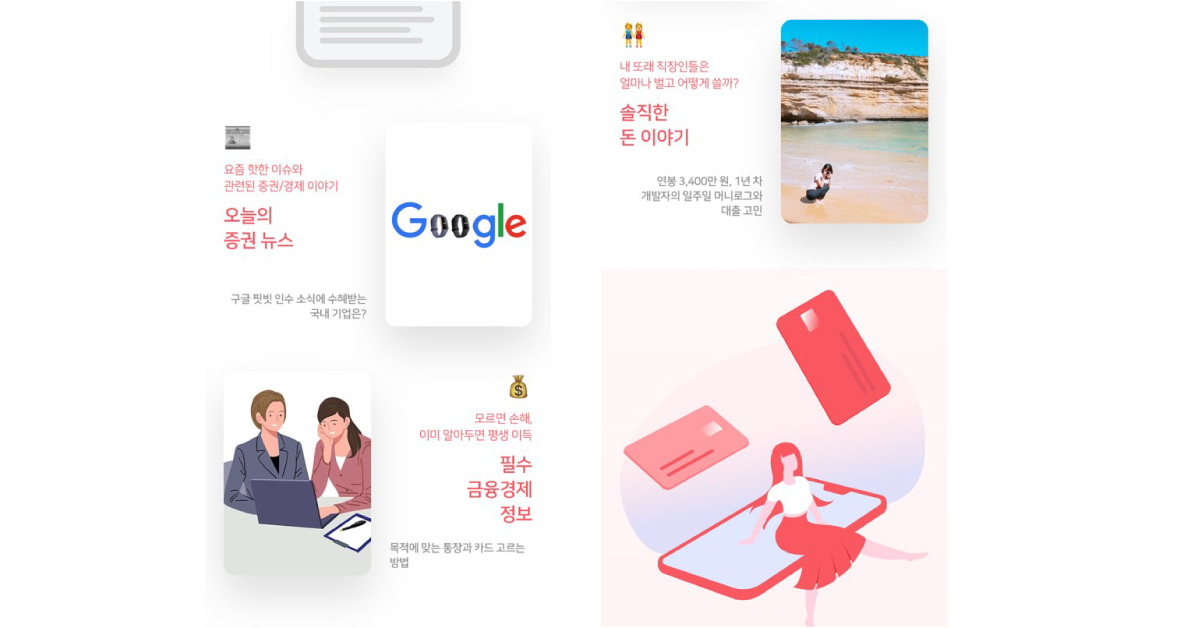 요즘 핫한 이슈와
관련된 증권/경제 이야기
오늘의
증권 뉴스
구글 핏빗 인수 소식에 수혜받는
국내 기업은?
Google
모르면 손해,
이미 알아두면 평생 이득
필수
금융경제
정보
목적에 맞는 통장과 카드 고르는
방법
내 또래 직장인들은
얼마나 벌고 어떻게 쓸까?
솔직한
돈 이야기
연봉 3,400만 원, 1년 차
개발자의 일주일 머니로그와
대출 고민